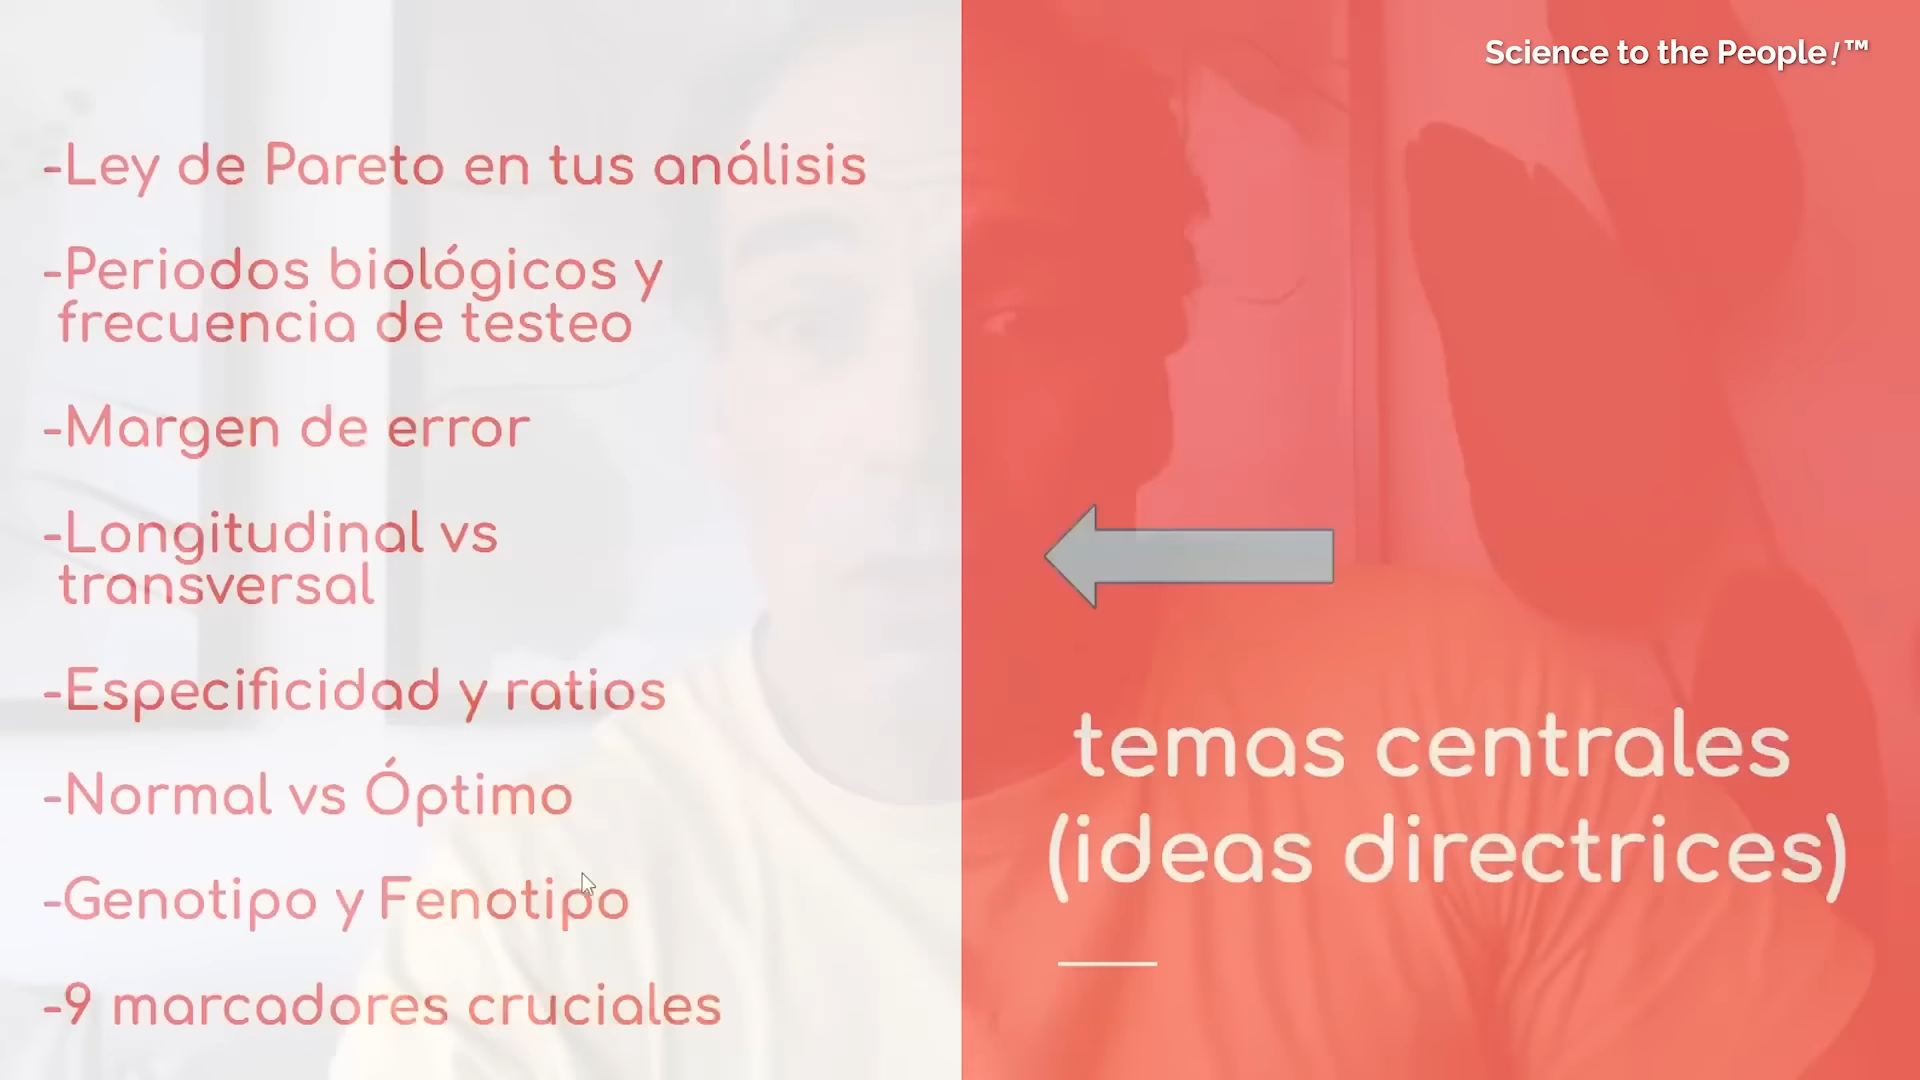 Science to the People!™
-Ley de Pareto en tus análisis
-Periodos biológicos y
frecuencia de testeo
-Margen de error
-Longitudinal vs
transversal
-Especificidad y ratios
-Normal vs Óptimo
-Genotipo y Fenotipo
-9 marcadores cruciales
temas centrales
(ideas directrices)